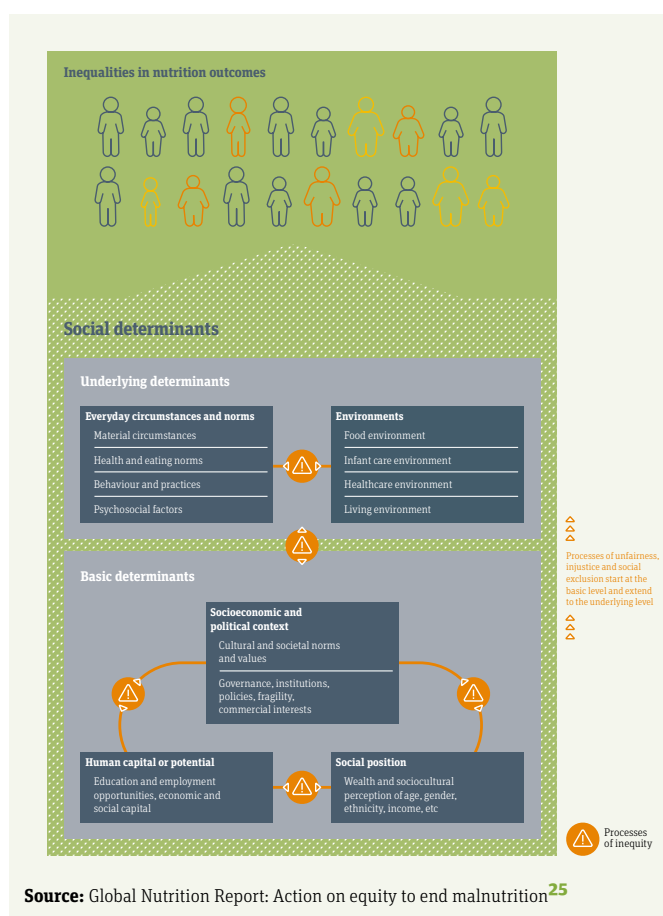 Inequalities in nutrition outcomes
Social determinants
Underlying determinants
Everyday circumstances and norms
Material circumstances
Health and eating norms
Behaviour and practices
Psychosocial factors
Environments
Food environment
Infant care environment
Healthcare environment
Living environment
Processes of unfairness,
injustice and social
exclusion start at the
basic level and extend
to the underlying level
Basic determinants
Socioeconomic and
political context
Cultural and societal norms
and values
Governance, institutions,
policies, fragility,
commercial interests
Human capital or potential
Education and employment
opportunities, economic and
social capital
Social position
Wealth and sociocultural
perception of age, gender,
ethnicity, income, etc
Processes
of inequity
Source: Global Nutrition Report: Action on equity to end malnutrition25